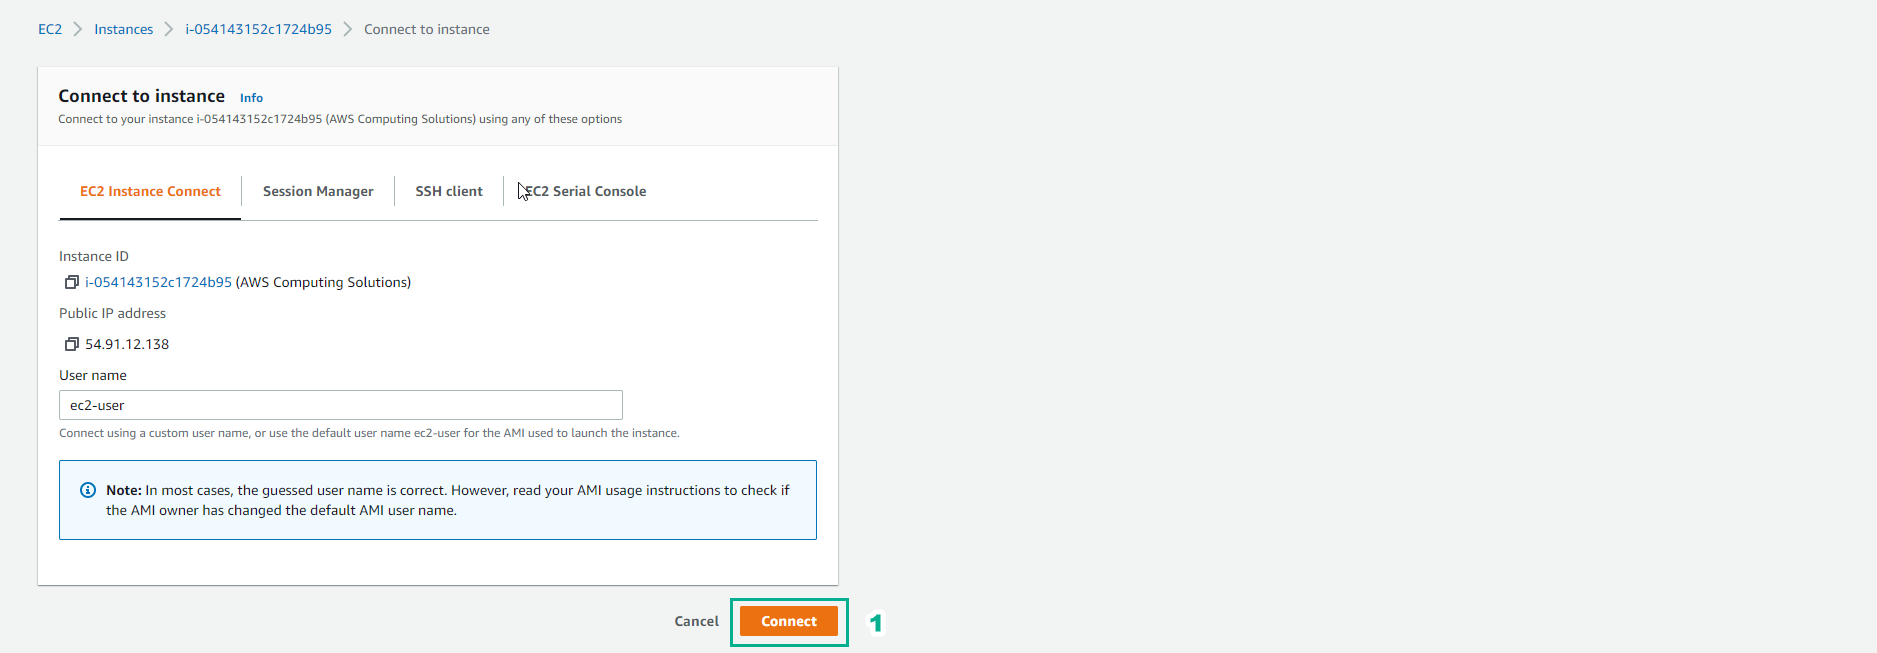 EC2 > Instances > i-054143152c1724b95 > Connect to instance
Connect to instance Info
Connect to your instance i-054143152c1724b95 (AWS Computing Solutions) using any of these options
EC2 Instance Connect Session Manager SSH client EC2 Serial Console
Instance ID
i-054143152c1724b95 (AWS Computing Solutions)
Public IP address
54.91.12.138
User name
ec2-user
Connect using a custom user name, or use the default user name ec2-user for the AMI used to launch the instance.
Note: In most cases, the guessed user name is correct. However, read your AMI usage instructions to check if
the AMI owner has changed the default AMI user name.
Cancel Connect 1